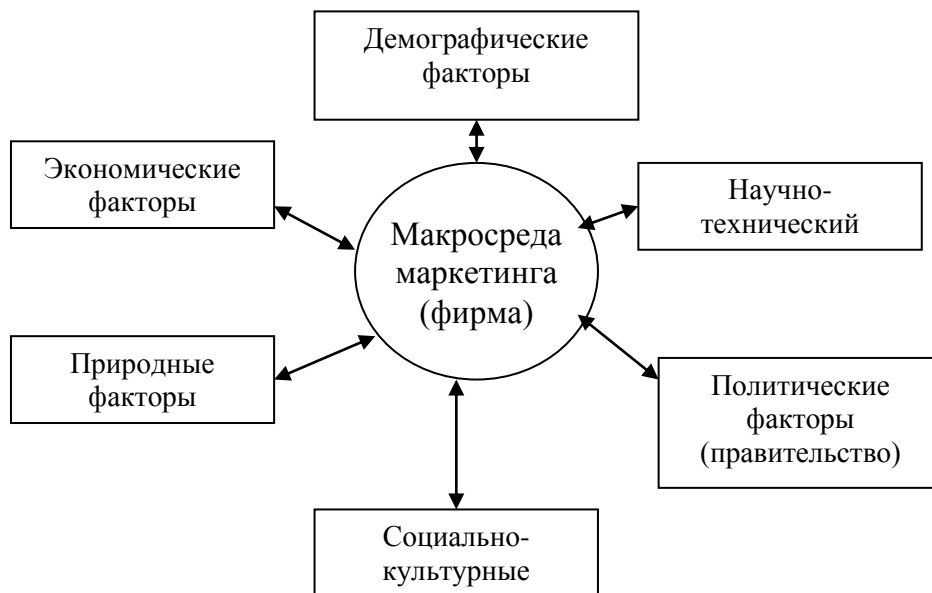 Демографические
факторы
Экономические
факторы
Научно-
технический
Макросреда
маркетинга
(фирма)
Природные
факторы
Политические
факторы
(правительство)
Социально-
культурные